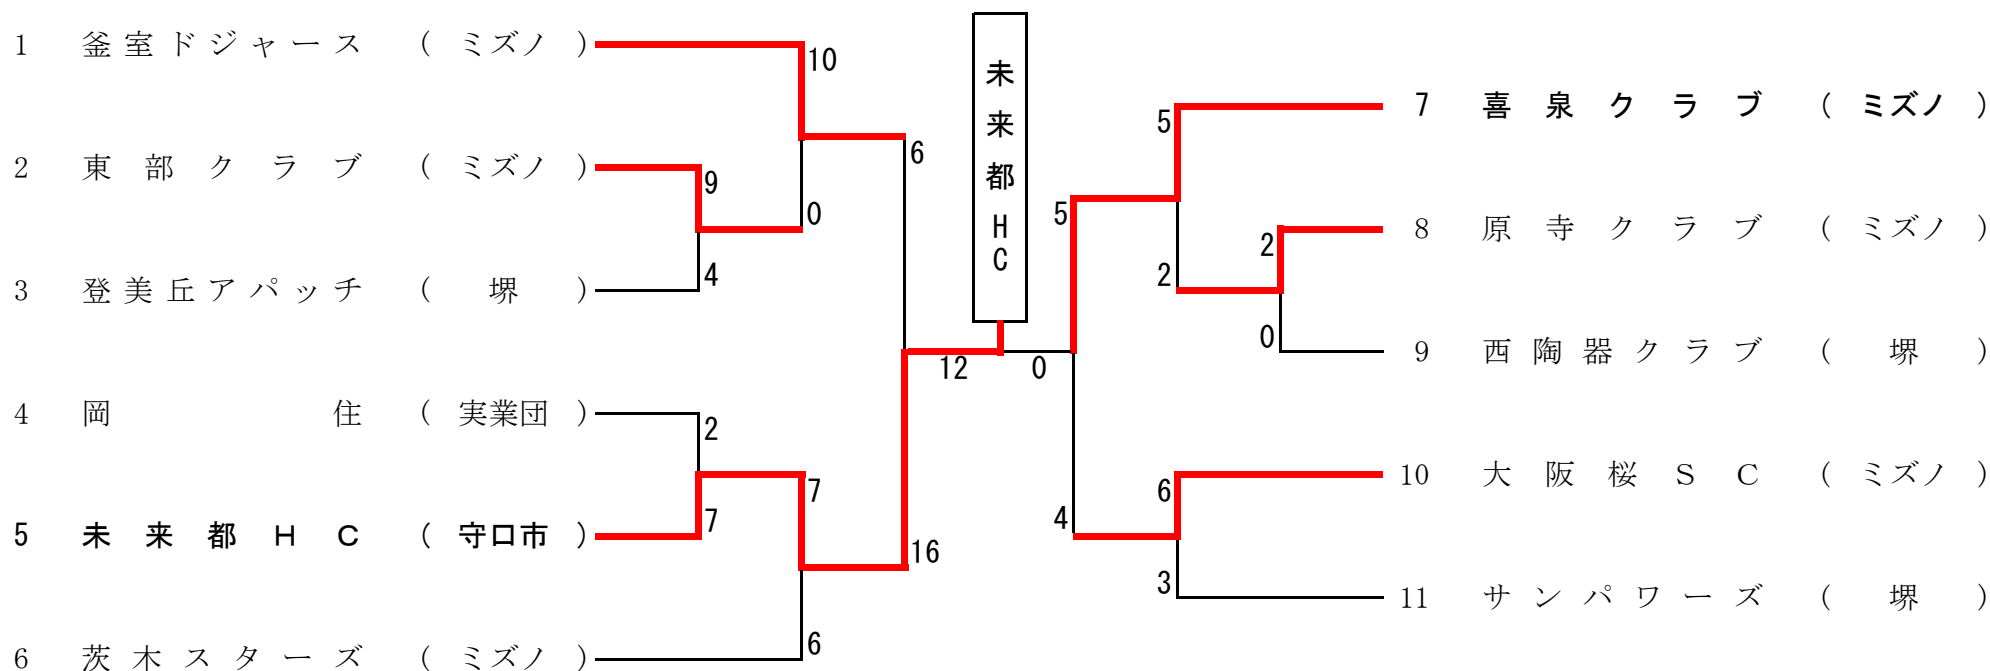 1 釜室ドジャース ( ミズノ )
10
2 東部クラブ ( ミズノ )
9
0
6
3 登美丘アパッチ ( 堺 )
4
4 岡住 ( 実業団 )
2
5 未来都HC ( 守口市 )
7
7
16
6 茨木スターズ ( ミズノ )
6
未来都HC
12
0
7 喜泉クラブ ( ミズノ )
5
5
8 原寺クラブ ( ミズノ )
2
2
9 西陶器クラブ ( 堺 )
0
10 大阪桜SC ( ミズノ )
6
4
11 サンパワーズ ( 堺 )
3